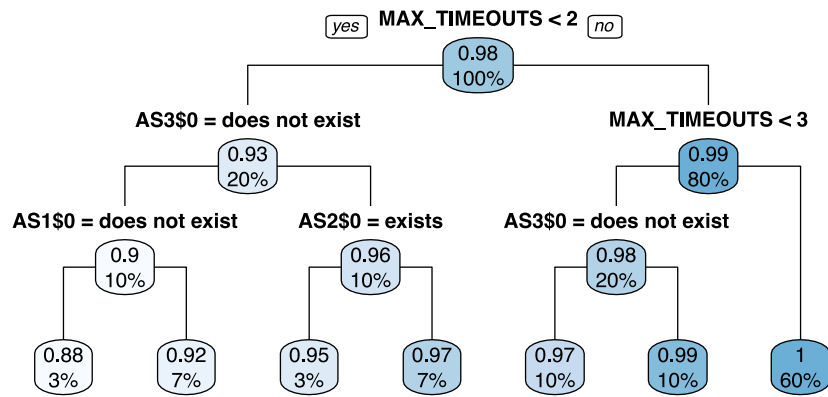 yes MAX_TIMEOUTS < 2 no
0.98
100%
AS3$0 = does not exist MAX_TIMEOUTS < 3
0.93 0.99
20% 80%
AS1$0 = does not exist AS2$0 = exists AS3$0 = does not exist
0.9 0.96 0.98
10% 10% 20%
0.88 0.92 0.95 0.97 0.97 0.99 1
3% 7% 3% 7% 10% 10% 60%